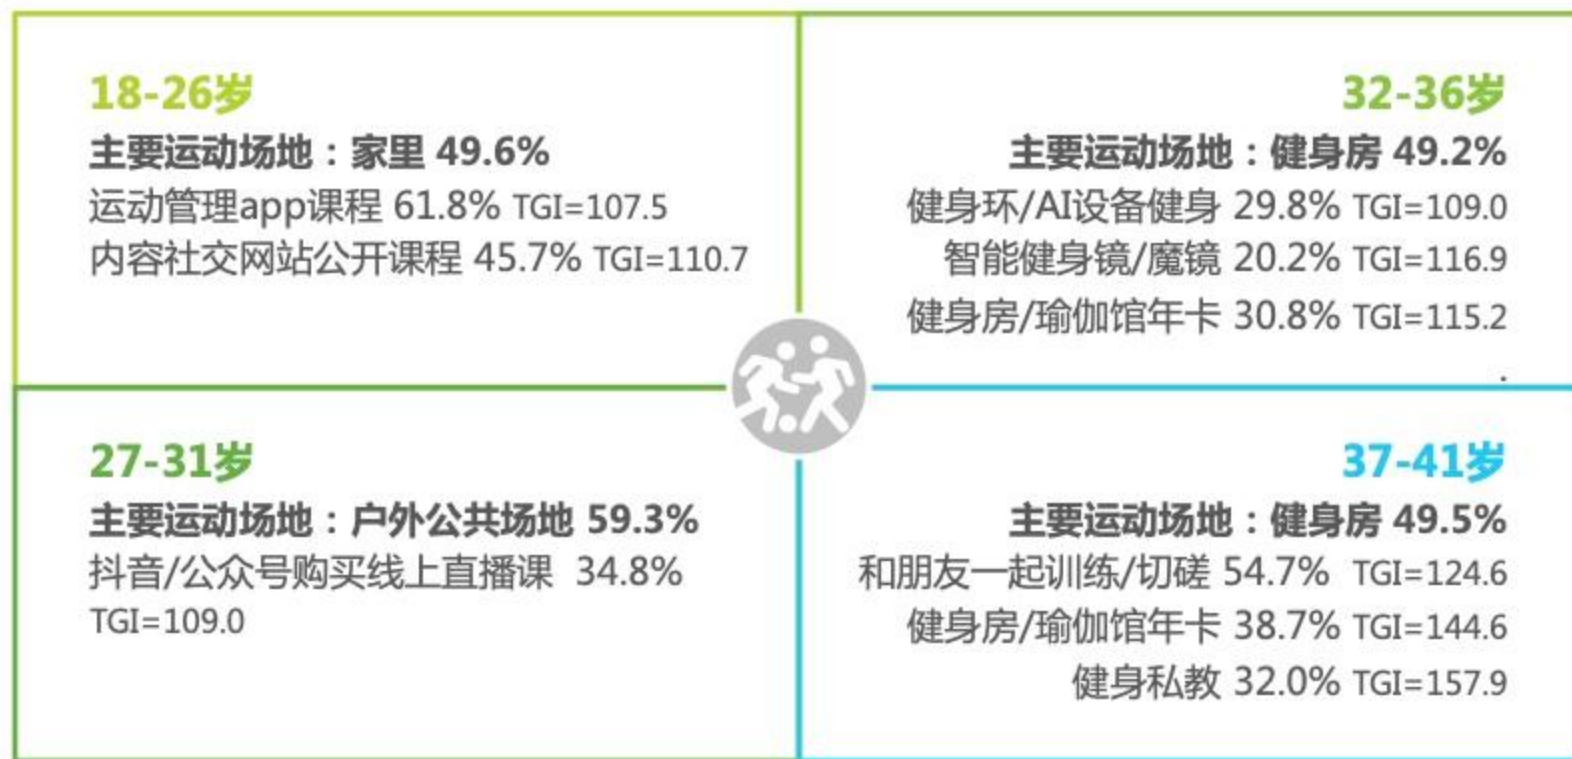 18-26岁
主要运动场地：家里 49.6%
运动管理app课程 61.8% TGI=107.5
内容社交网站公开课程 45.7% TGI=110.7
32-36岁
主要运动场地：健身房 49.2%
健身环/AI设备健身 29.8% TGI=109.0
智能健身镜/魔镜 20.2% TGI=116.9
健身房/瑜伽馆年卡 30.8% TGI=115.2
.
27-31岁
主要运动场地：户外公共场地 59.3%
抖音/公众号购买线上直播课 34.8%
TGI=109.0
37-41岁
主要运动场地：健身房 49.5%
和朋友一起训练/切磋 54.7% TGI=124.6
健身房/瑜伽馆年卡 38.7% TGI=144.6
健身私教 32.0% TGI=157.9